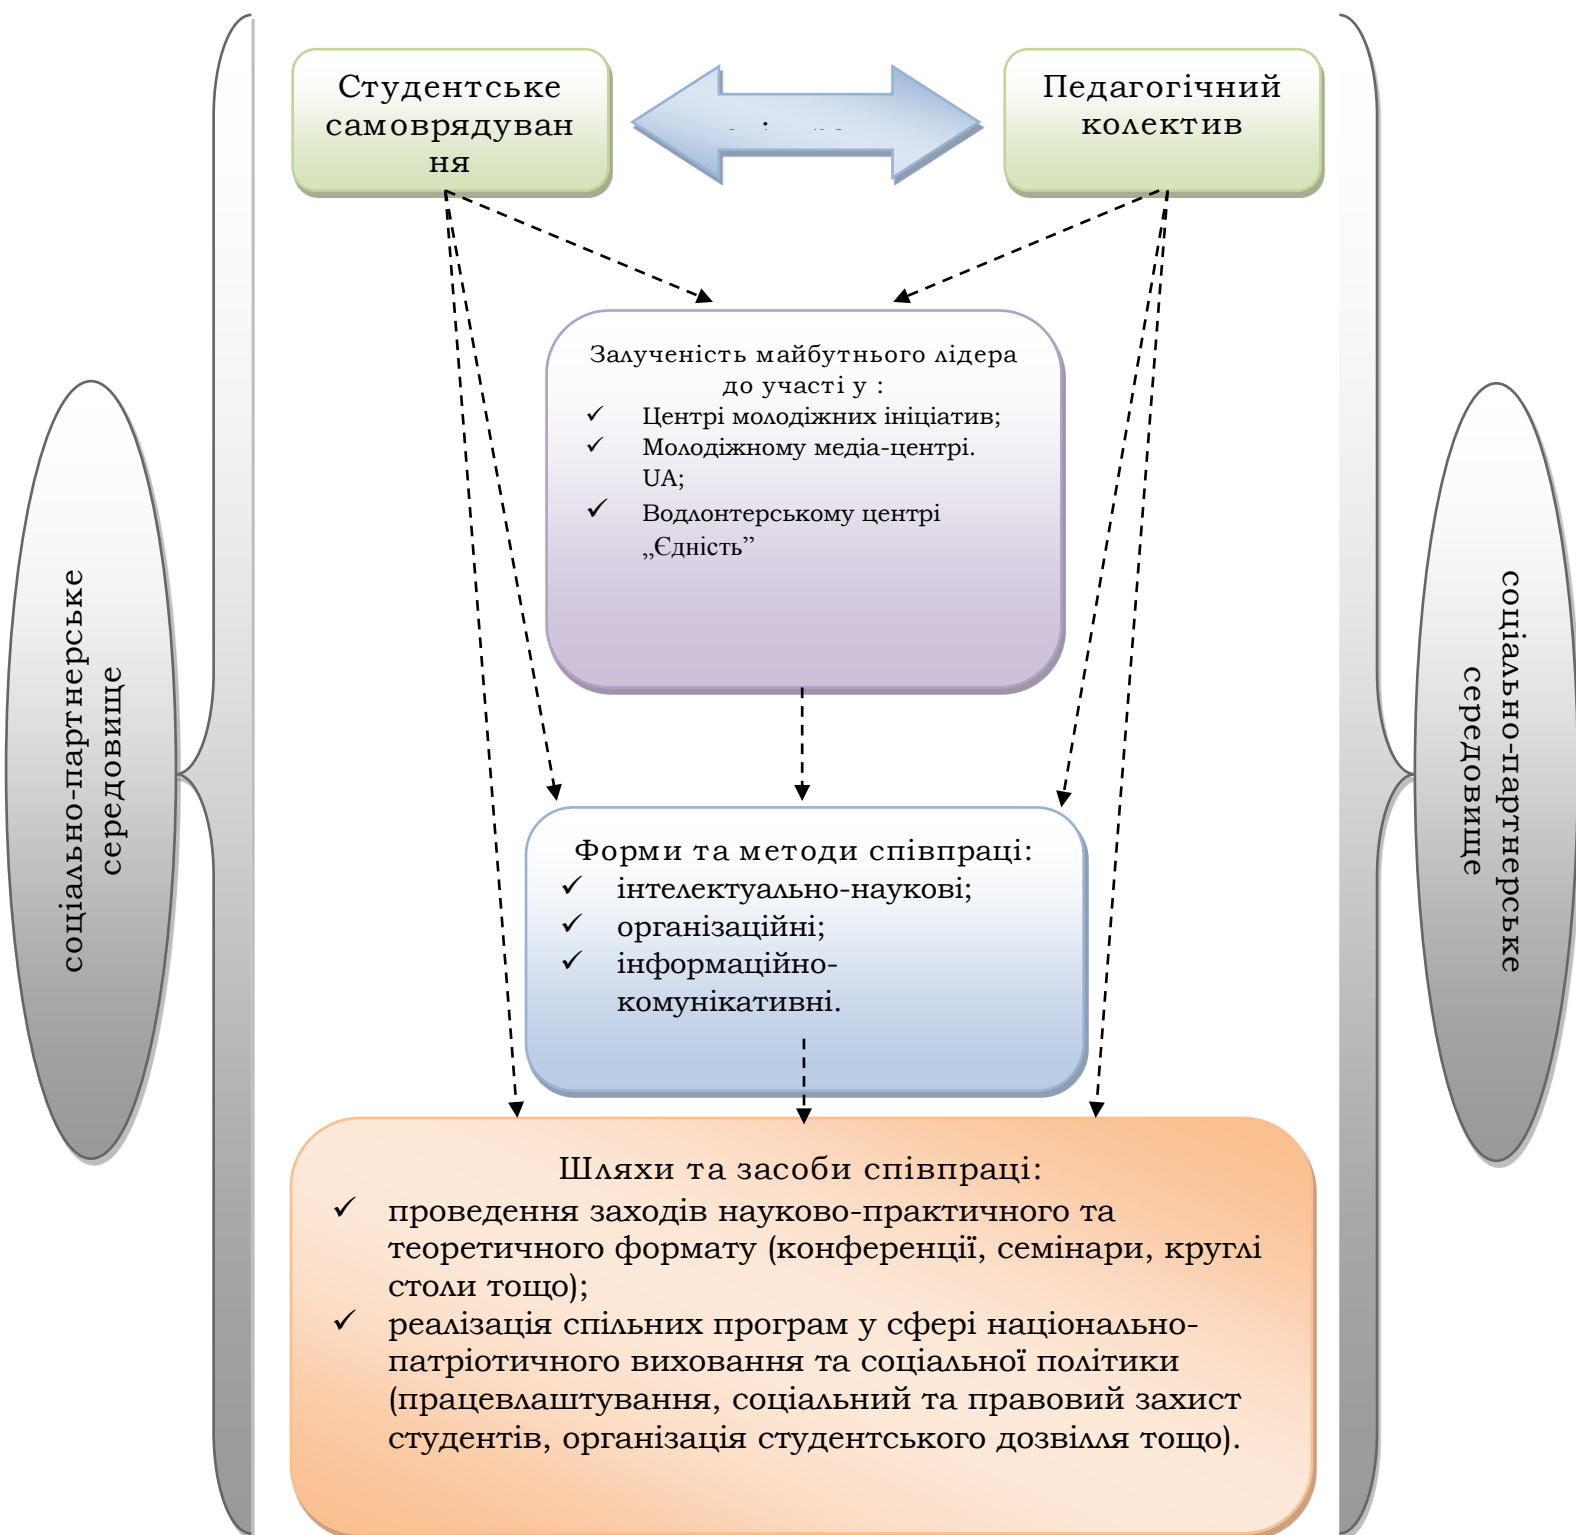 Студентське
самоврядуван
ня
Педагогічний
колектив
Залученість майбутнього лідера
до участі у :
✓ Центрі молодіжних ініціатив;
✓ Молодіжному медіа-центрі.
UA;
✓ Водлонтерському центрі
„Єдність”
соціально-партнерське
середовище
соціально-партнерське
середовище
Форми та методи співпраці:
✓ інтелектуально-наукові;
✓ організаційні;
✓ інформаційно-
комунікативні.
Шляхи та засоби співпраці:
✓ проведення заходів науково-практичного та
теоретичного формату (конференції, семінари, круглі
столи тощо);
✓ реалізація спільних програм у сфері національно-
патріотичного виховання та соціальної політики
(працевлаштування, соціальний та правовий захист
студентів, організація студентського дозвілля тощо).